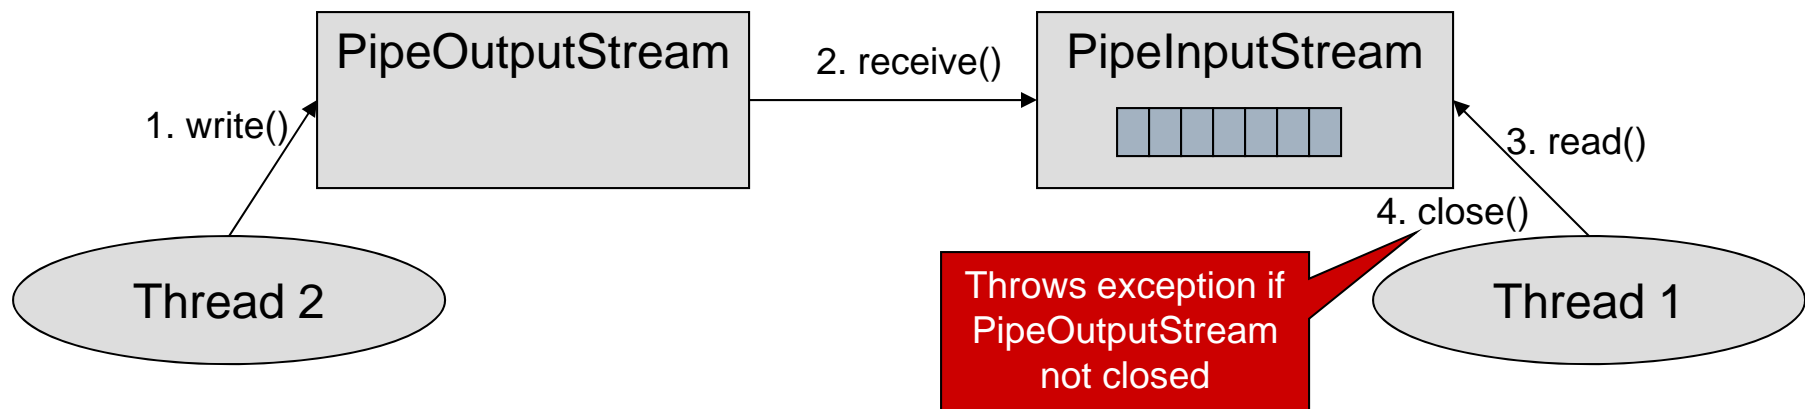 PipeOutputStream
2. receive()
PipeInputStream
1. write()
3. read()
4. close()
Thread 2
Throws exception if
PipeOutputStream
not closed
Thread 1